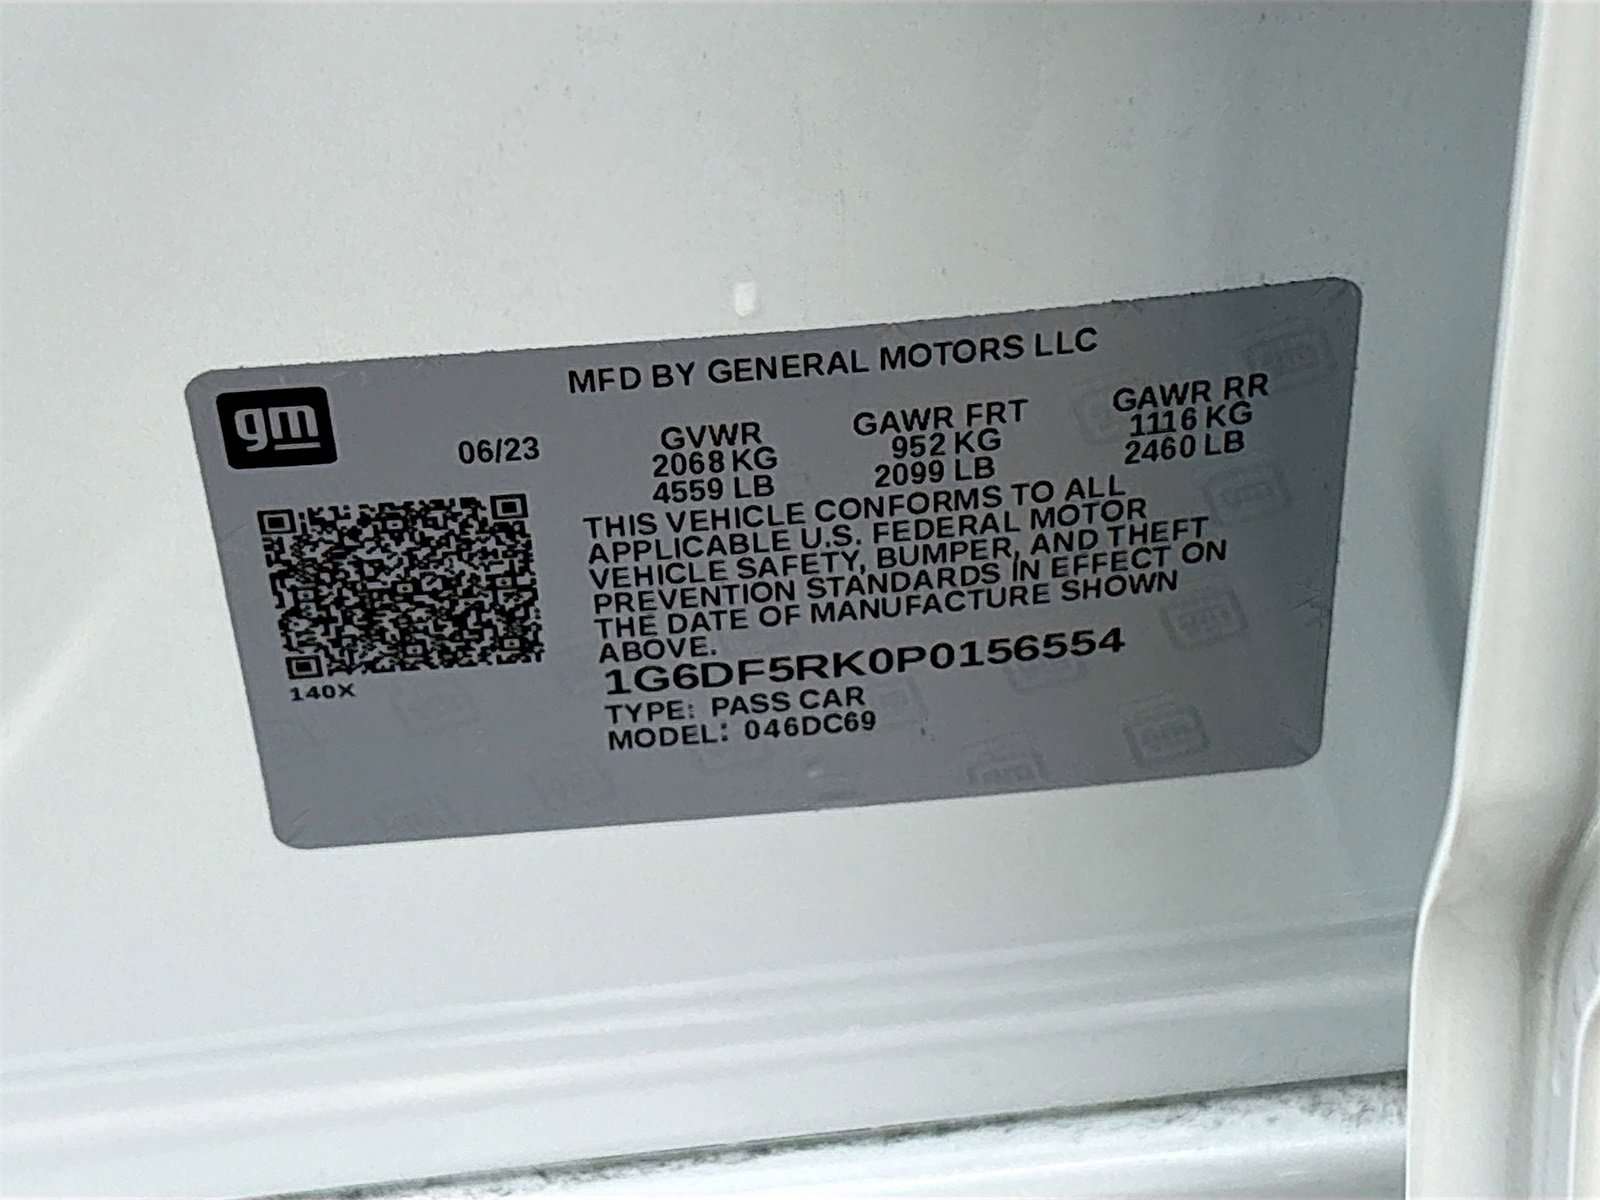 MFD BY GENERAL MOTORS LLC
gm
06/23
GVWR GAWR FRT GAWR RR
2068 KG 952 KG 1116 KG
4559 LB 2099 LB 2460 LB
THIS VEHICLE CONFORMS TO ALL
APPLICABLE U.S. FEDERAL MOTOR
VEHICLE SAFETY, BUMPER, AND THEFT
PREVENTION STANDARDS IN EFFECT ON
THE DATE OF MANUFACTURE SHOWN
ABOVE.
1G6DF5RK0P0156554
140X
TYPE: PASS CAR
MODEL: 046DC69